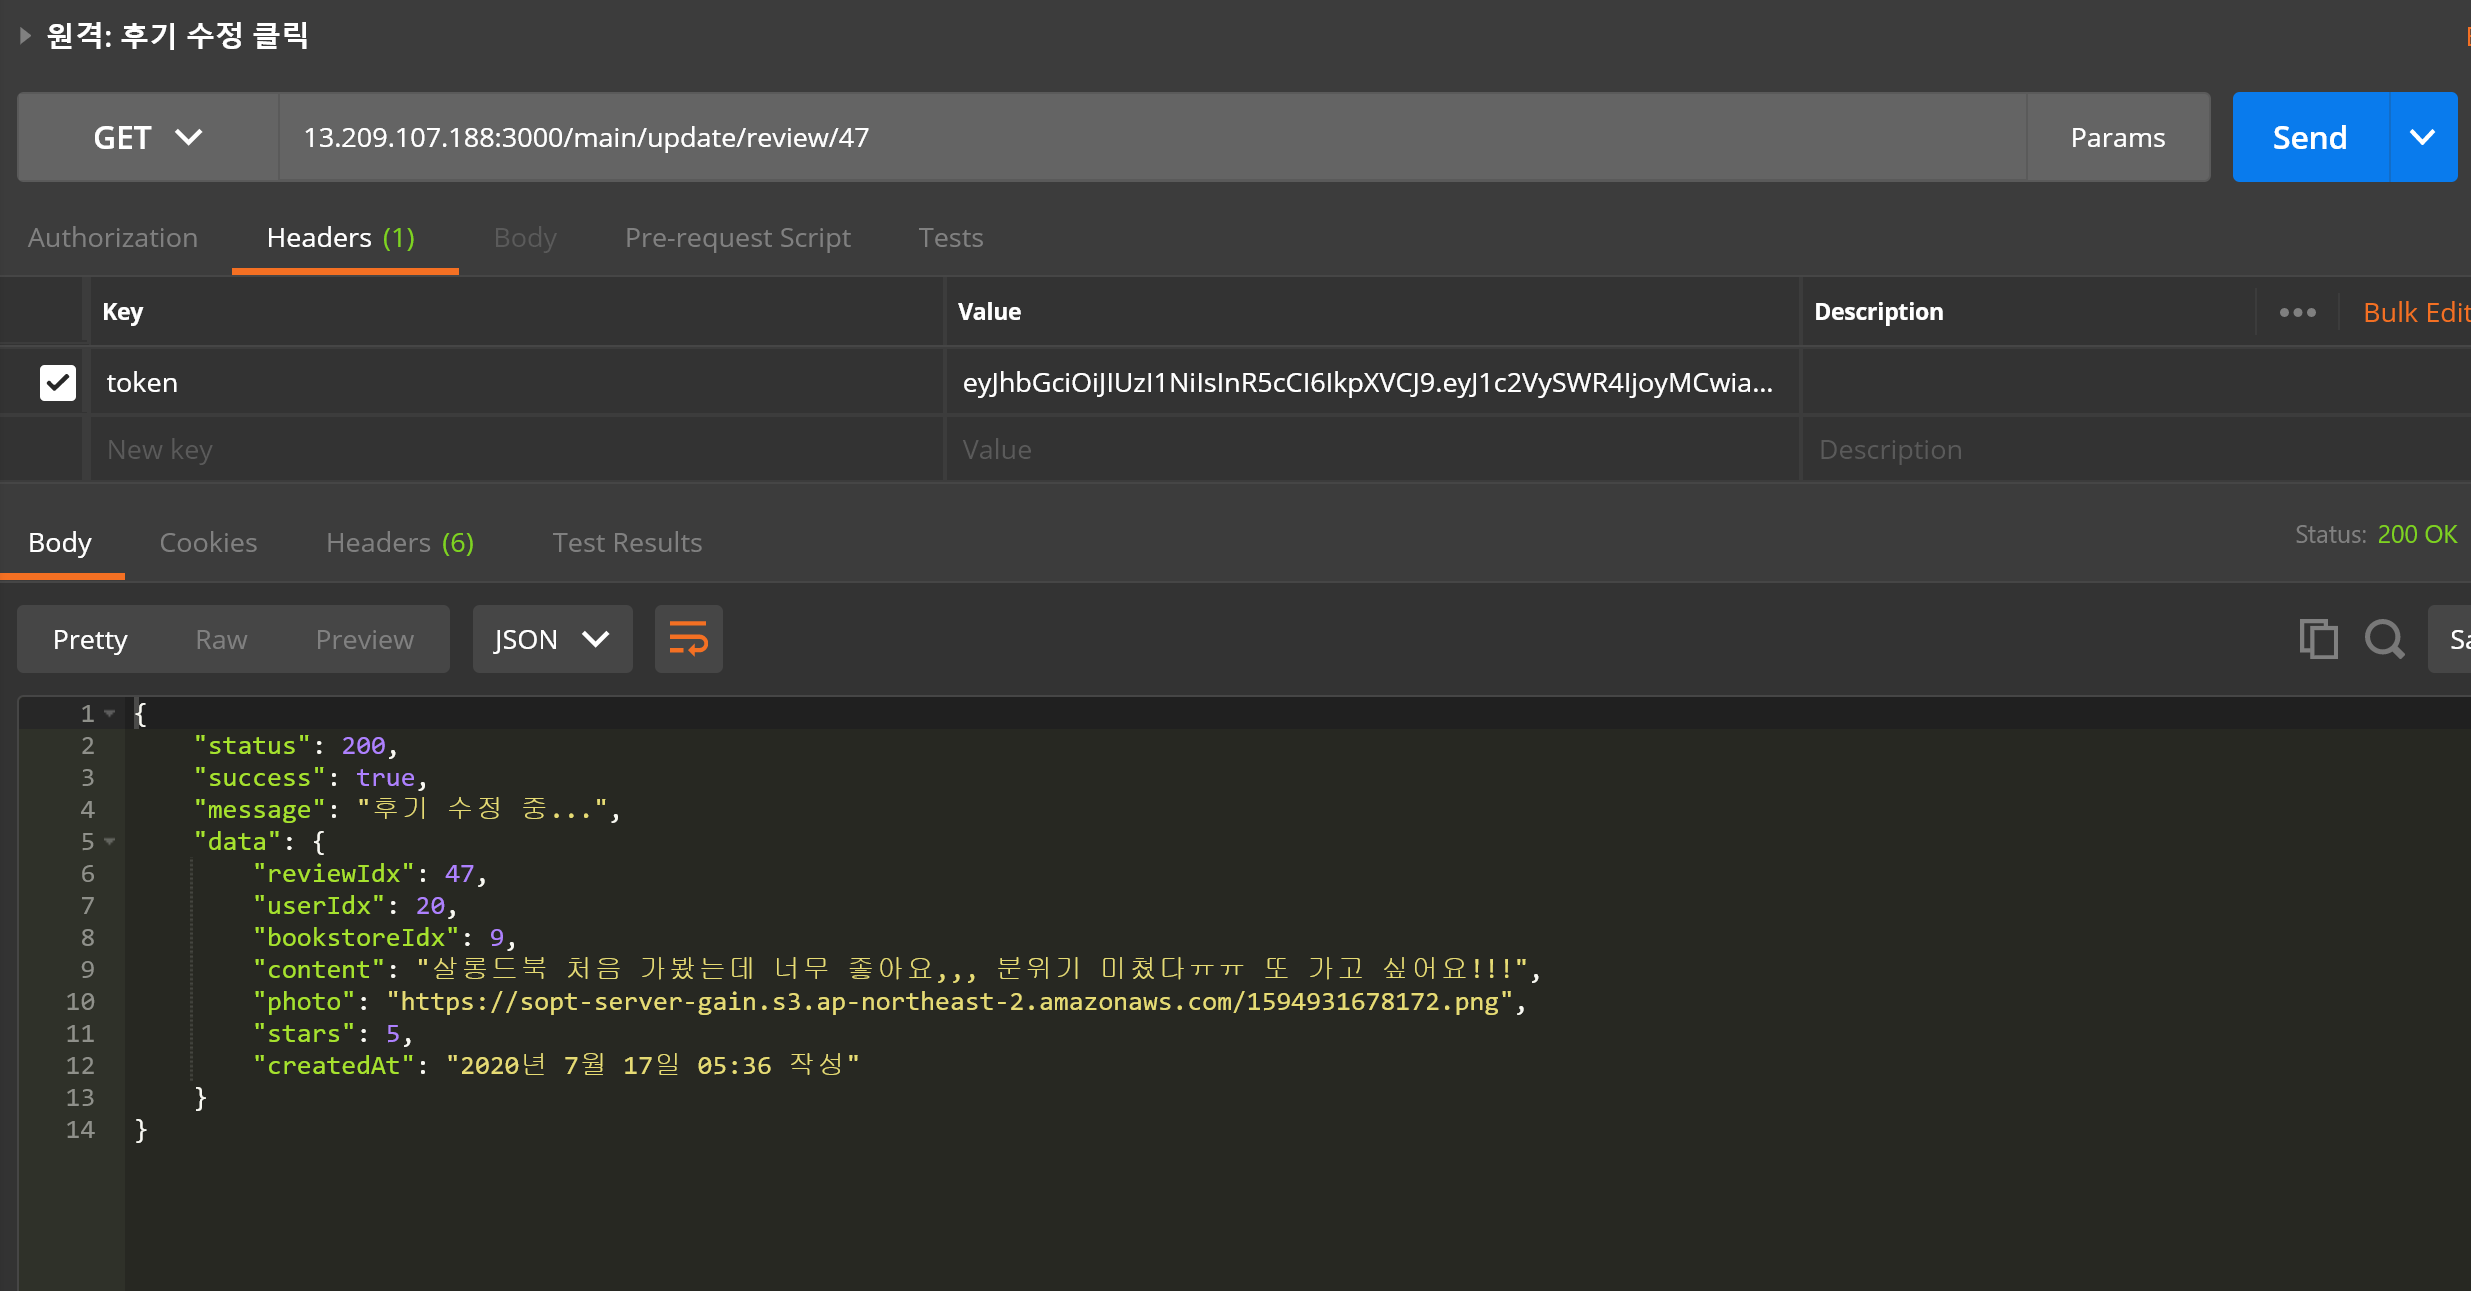 원격: 후기 수정 클릭
GET 13.209.107.188:3000/main/update/review/47 Params Send
Authorization Headers (1) Body Pre-request Script Tests
Key Value Description Bulk Edit
token eyJhbGciOiJIUzI1NiIsInR5cCI6IkpXVCJ9.eyJ1c2VySWR4IjoyMCwia...
New key Value Description
Body Cookies Headers (6) Test Results Status: 200 OK
Pretty Raw Preview JSON
1 {
2 "status": 200,
3 "success": true,
4 "message": "후기 수정 중...",
5 "data": {
6 "reviewIdx": 47,
7 "userIdx": 20,
8 "bookstoreIdx": 9,
9 "content": "살롱드북 처음 가봤는데 너무 좋아요,,, 분위기 미쳤다ㅠㅠ 또 가고 싶어요!!!",
10 "photo": "https://sopt-server-gain.s3.ap-northeast-2.amazonaws.com/1594931678172.png",
11 "stars": 5,
12 "createdAt": "2020년 7월 17일 05:36 작성"
13 }
14 }